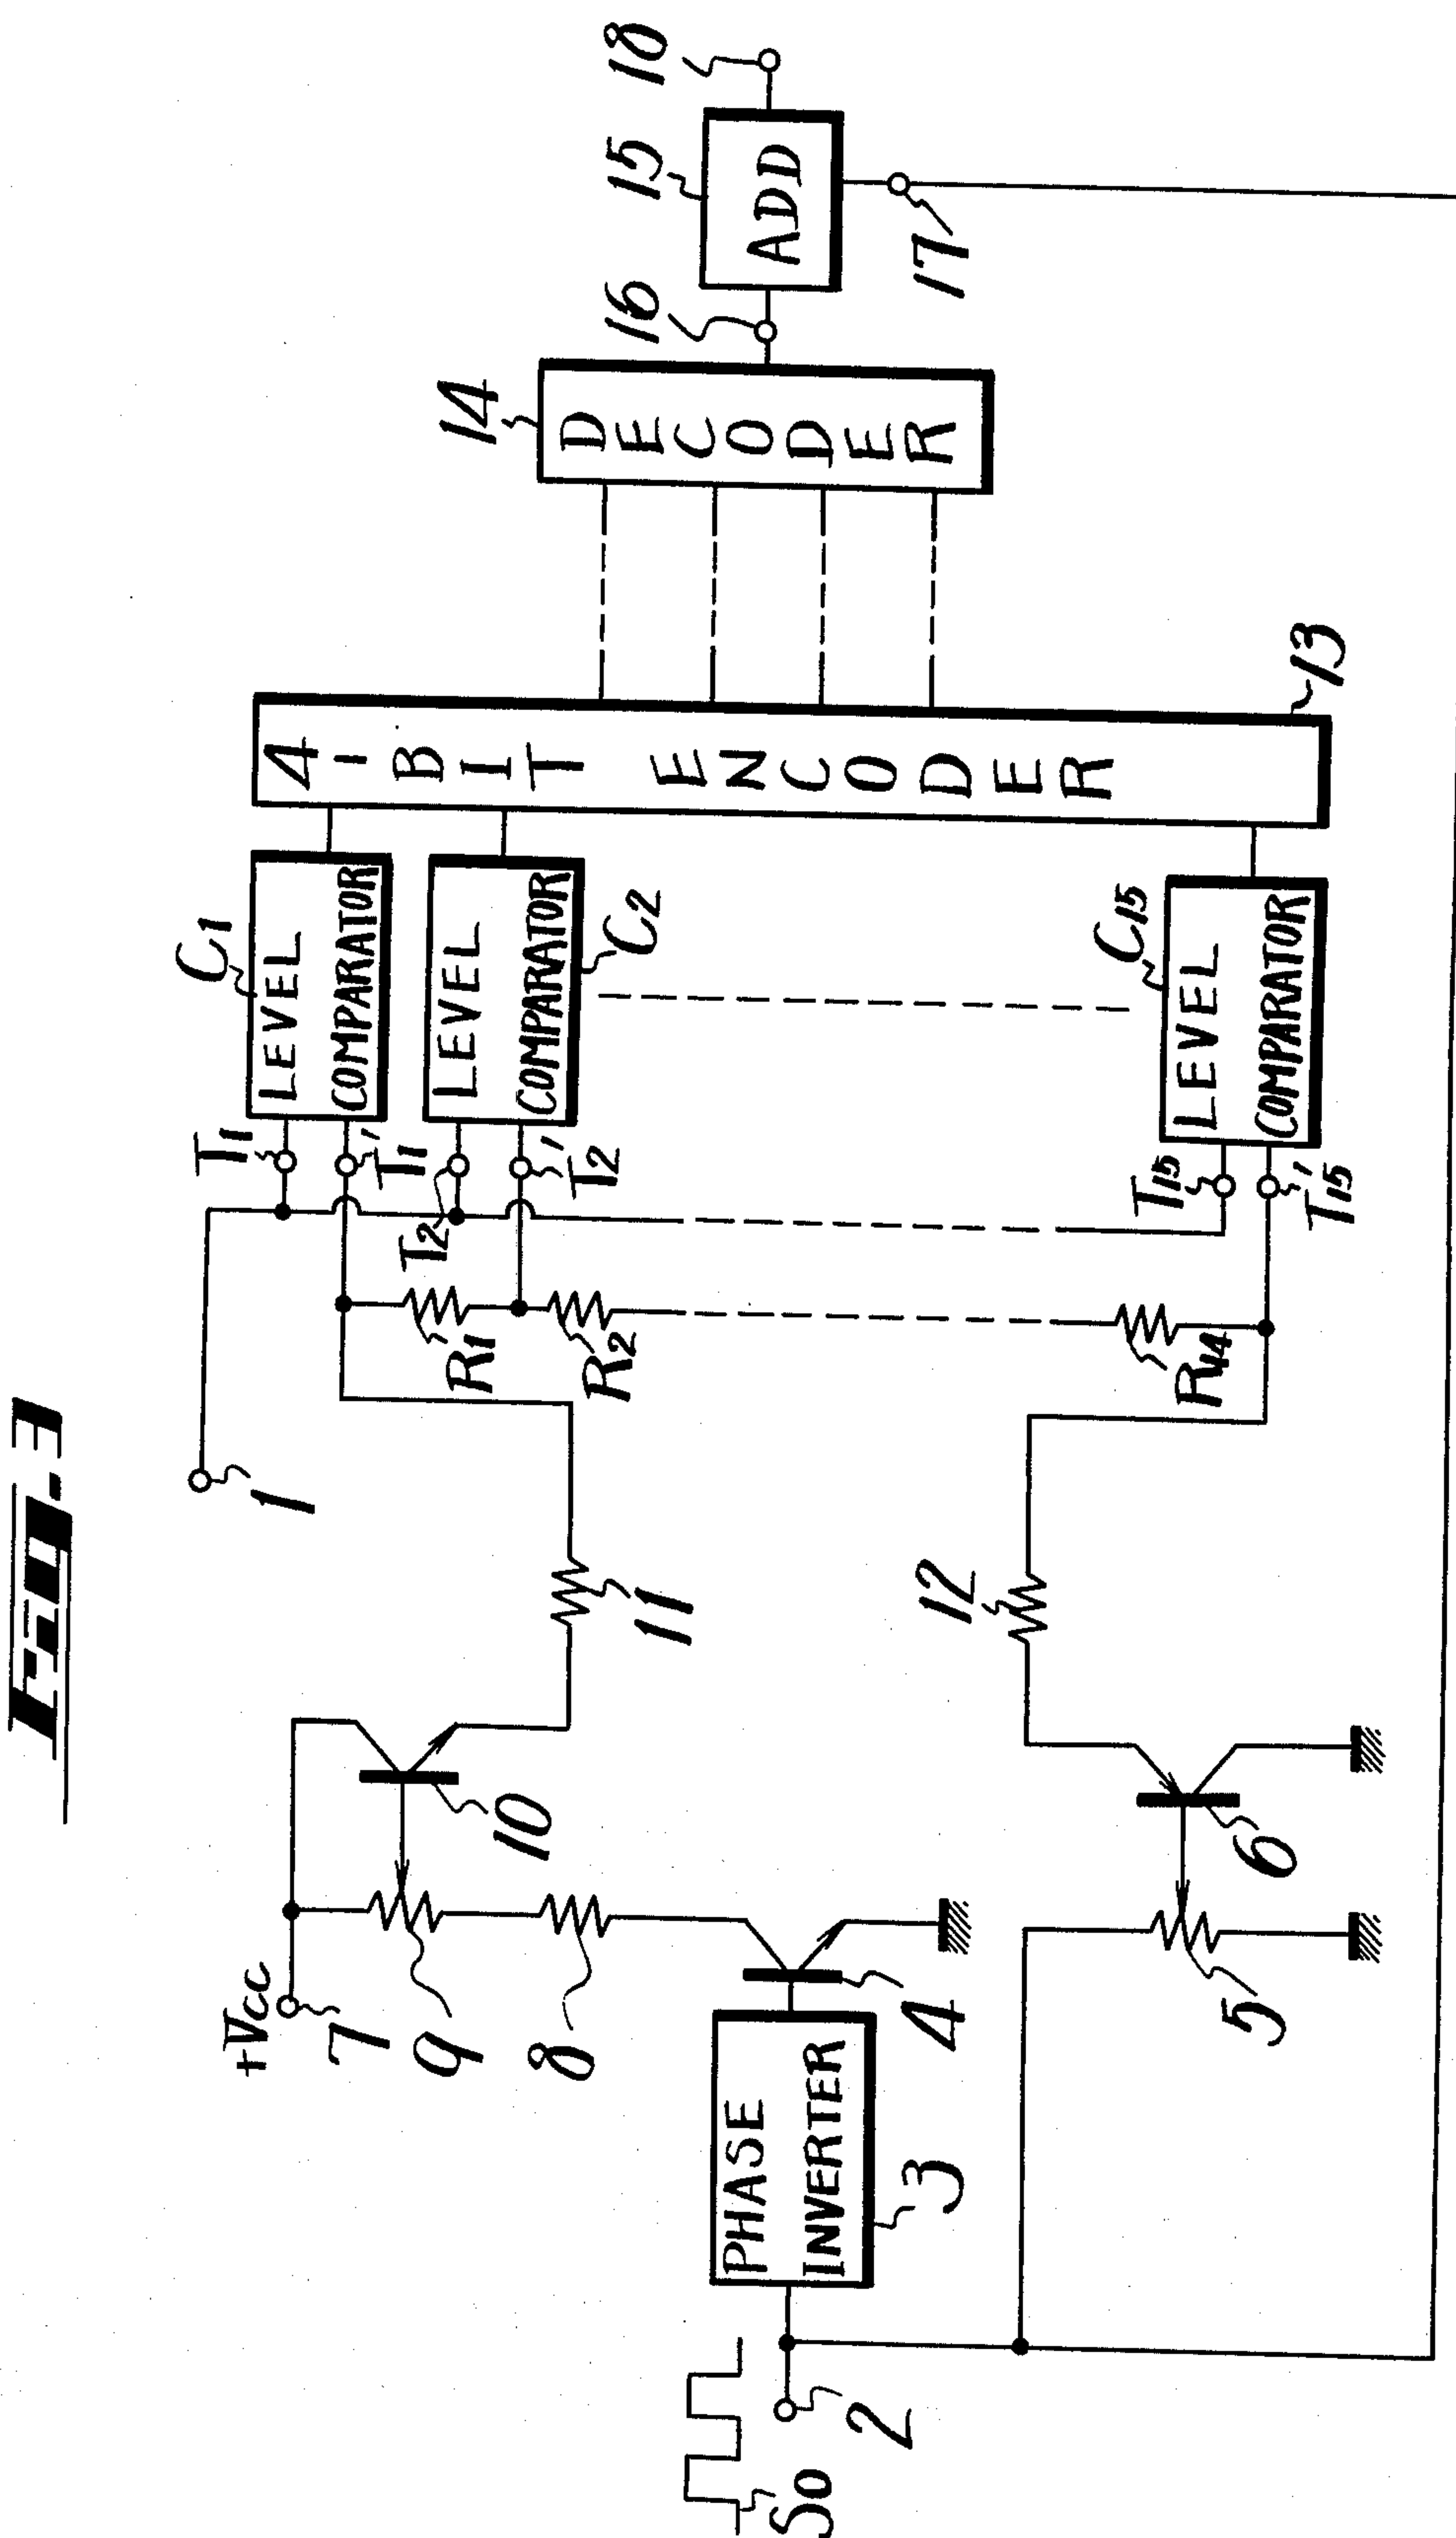 Fig-3
+Vcc
7
9
8
10
11
1
S0
2
PHASE
INVERTER
3
4
5
6
12
R1
R2
R14
T1
T1'
T2
T2'
T15
T15'
C1
LEVEL
COMPARATOR
C2
LEVEL
COMPARATOR
C15
LEVEL
COMPARATOR
4-BIT ENCODER
13
14
DECODER
16
15
ADD
17
18